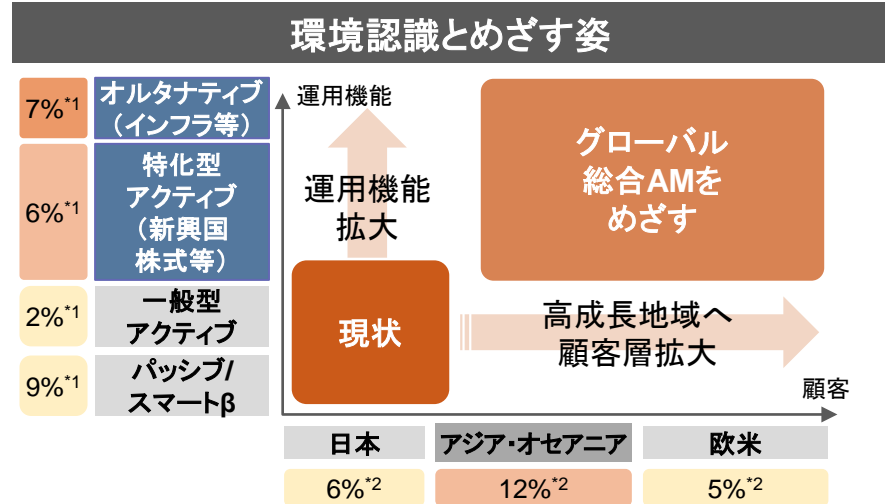 環境認識とめざす姿
7%*1
オルタナティブ
（インフラ等）
6%*1
特化型
アクティブ
（新興国
株式等）
2%*1
一般型
アクティブ
9%*1
パッシブ/
スマートβ
運用機能
運用機能
拡大
グローバル
総合AMを
めざす
現状
高成長地域へ
顧客層拡大
顧客
日本
アジア･オセアニア
欧米
6%*2
12%*2
5%*2